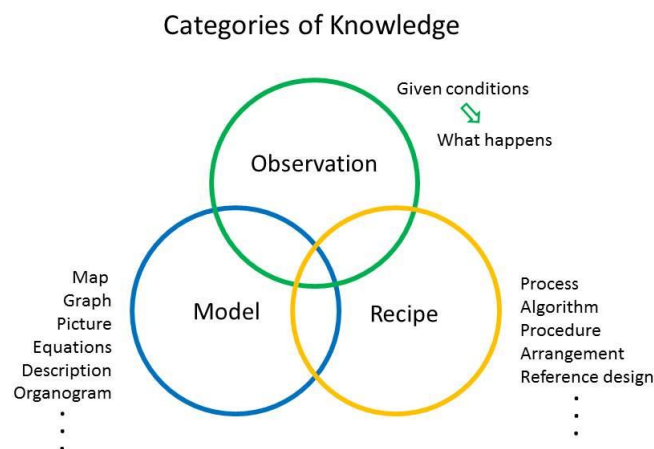 Categories of Knowledge
Given conditions
What happens
Observation
Model
Recipe
Map
Graph
Picture
Equations
Description
Organogram
Process
Algorithm
Procedure
Arrangement
Reference design